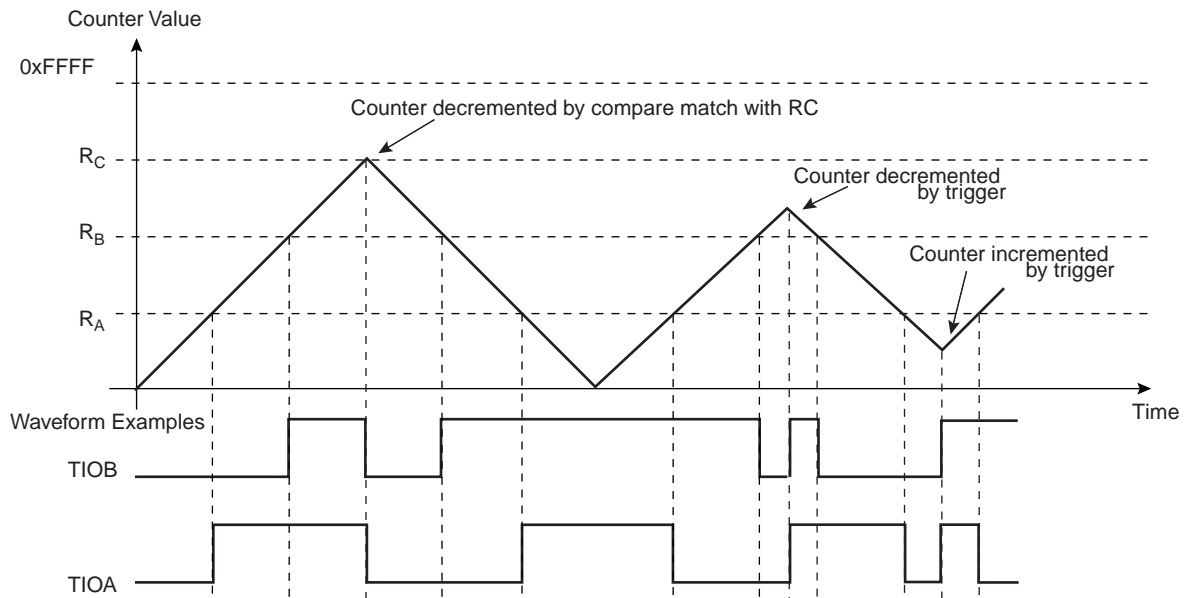 Counter Value
0xFFFF
Counter decremented by compare match with RC
RC
Counter decremented
by trigger
RB
Counter incremented
by trigger
RA
Time
Waveform Examples
TIOB
TIOA